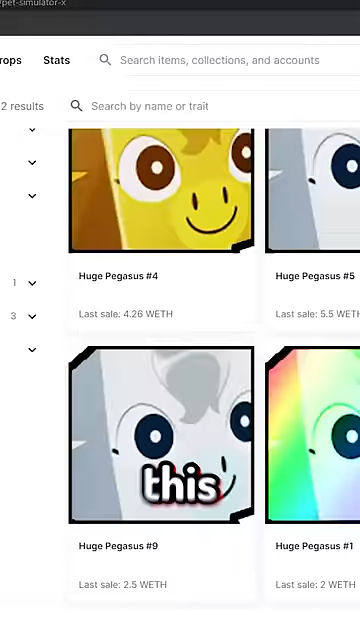 /pet-simulator-x
rops Stats Search items, collections, and accounts
2 results Search by name or trait
Huge Pegasus #4 Huge Pegasus #5
Last sale: 4.26 WETH Last sale: 5.5 WETH
1
3
this
Huge Pegasus #9 Huge Pegasus #1
Last sale: 2.5 WETH Last sale: 2 WETH